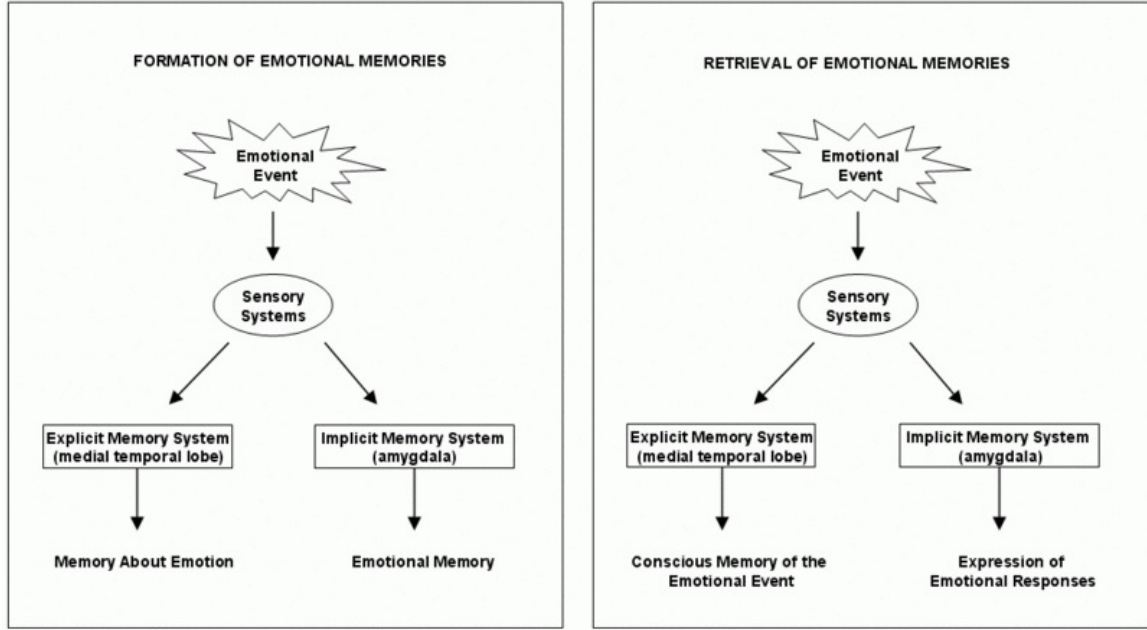 FORMATION OF EMOTIONAL MEMORIES
Emotional
Event
Sensory
Systems
Explicit Memory System
(medial temporal lobe)
Implicit Memory System
(amygdala)
Memory About Emotion
Emotional Memory
RETRIEVAL OF EMOTIONAL MEMORIES
Emotional
Event
Sensory
Systems
Explicit Memory System
(medial temporal lobe)
Implicit Memory System
(amygdala)
Conscious Memory of the
Emotional Event
Expression of
Emotional Responses